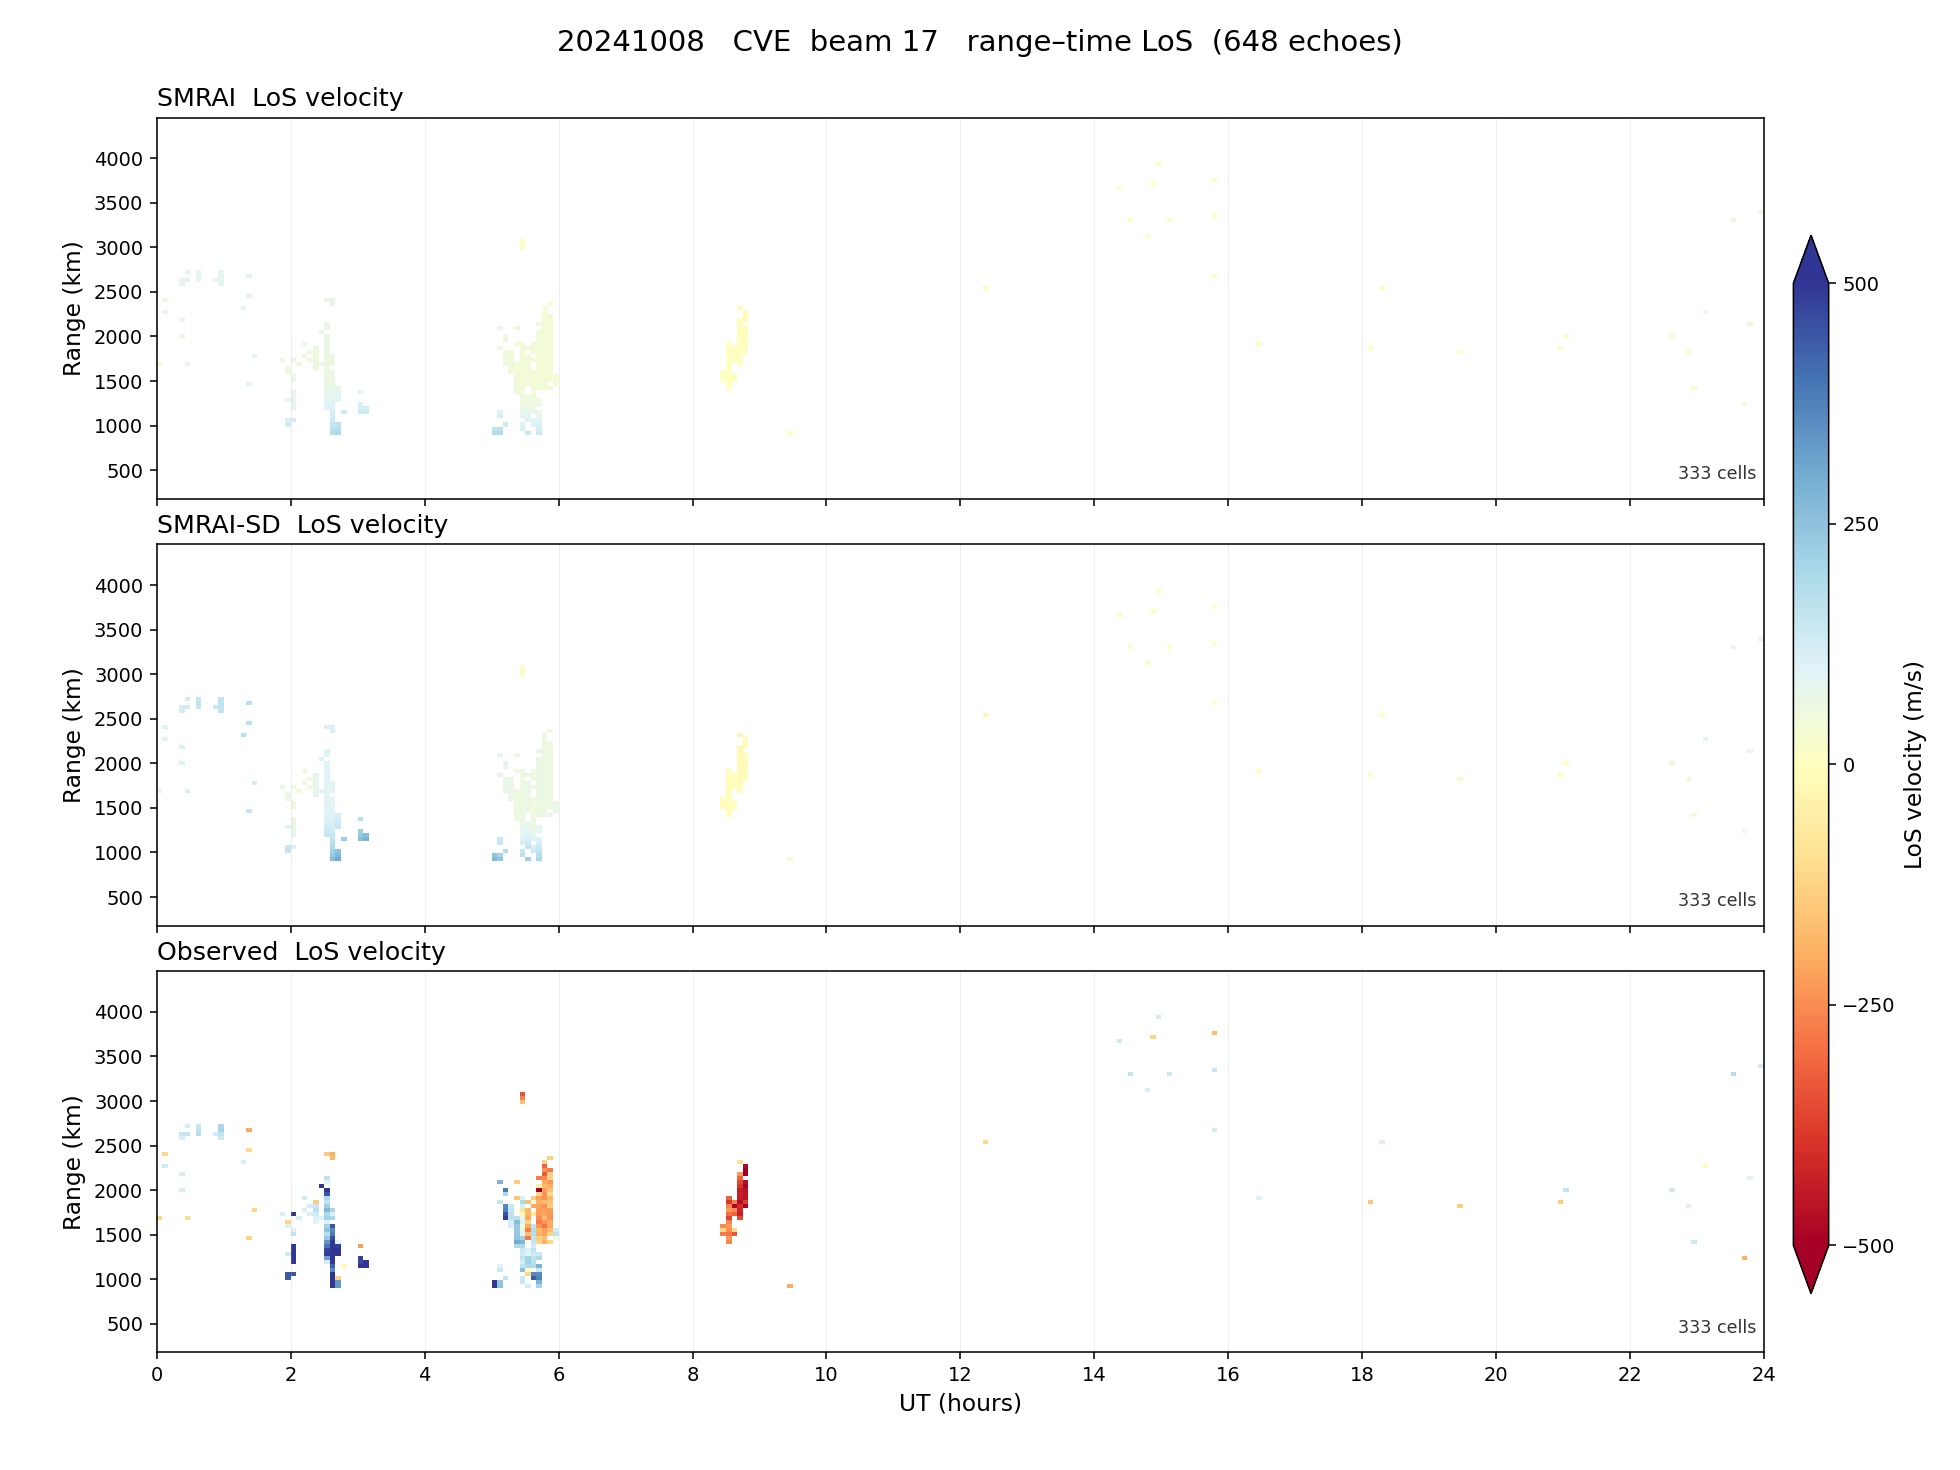 20241008   CVE  beam 17   range–time LoS  (648 echoes)
SMRAI  LoS velocity
4000
3500
3000
2500
2000
1500
1000
500
Range (km)
333 cells
SMRAI-SD  LoS velocity
4000
3500
3000
2500
2000
1500
1000
500
Range (km)
333 cells
Observed  LoS velocity
4000
3500
3000
2500
2000
1500
1000
500
Range (km)
333 cells
0 2 4 6 8 10 12 14 16 18 20 22 24
UT (hours)
500
250
0
−250
−500
LoS velocity (m/s)